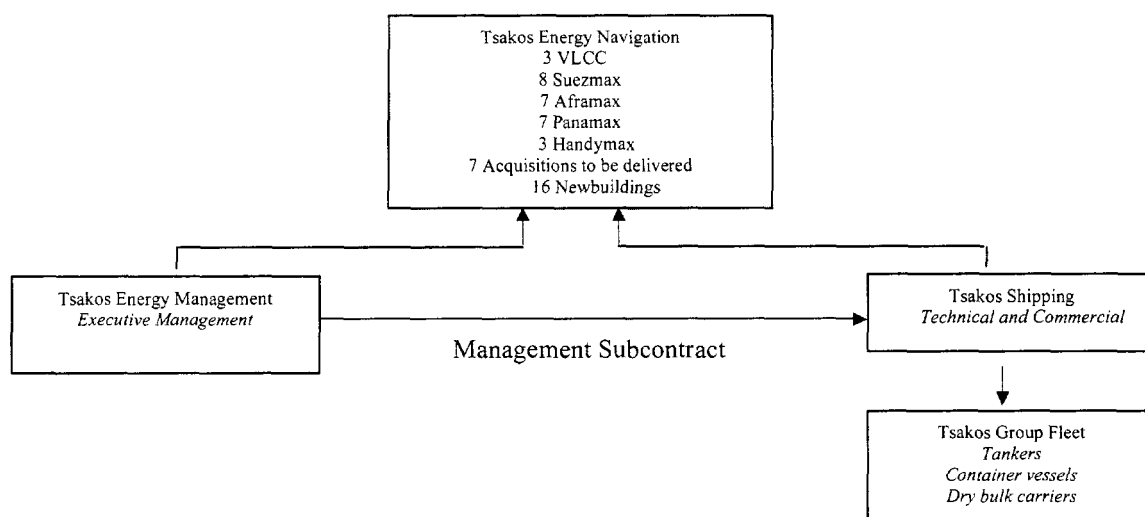 Tsakos Energy Navigation
3 VLCC
8 Suezmax
7 Aframax
7 Panamax
3 Handymax
7 Acquisitions to be delivered
16 Newbuildings
Tsakos Energy Management
Executive Management
Management Subcontract
Tsakos Shipping
Technical and Commercial
Tsakos Group Fleet
Tankers
Container vessels
Dry bulk carriers